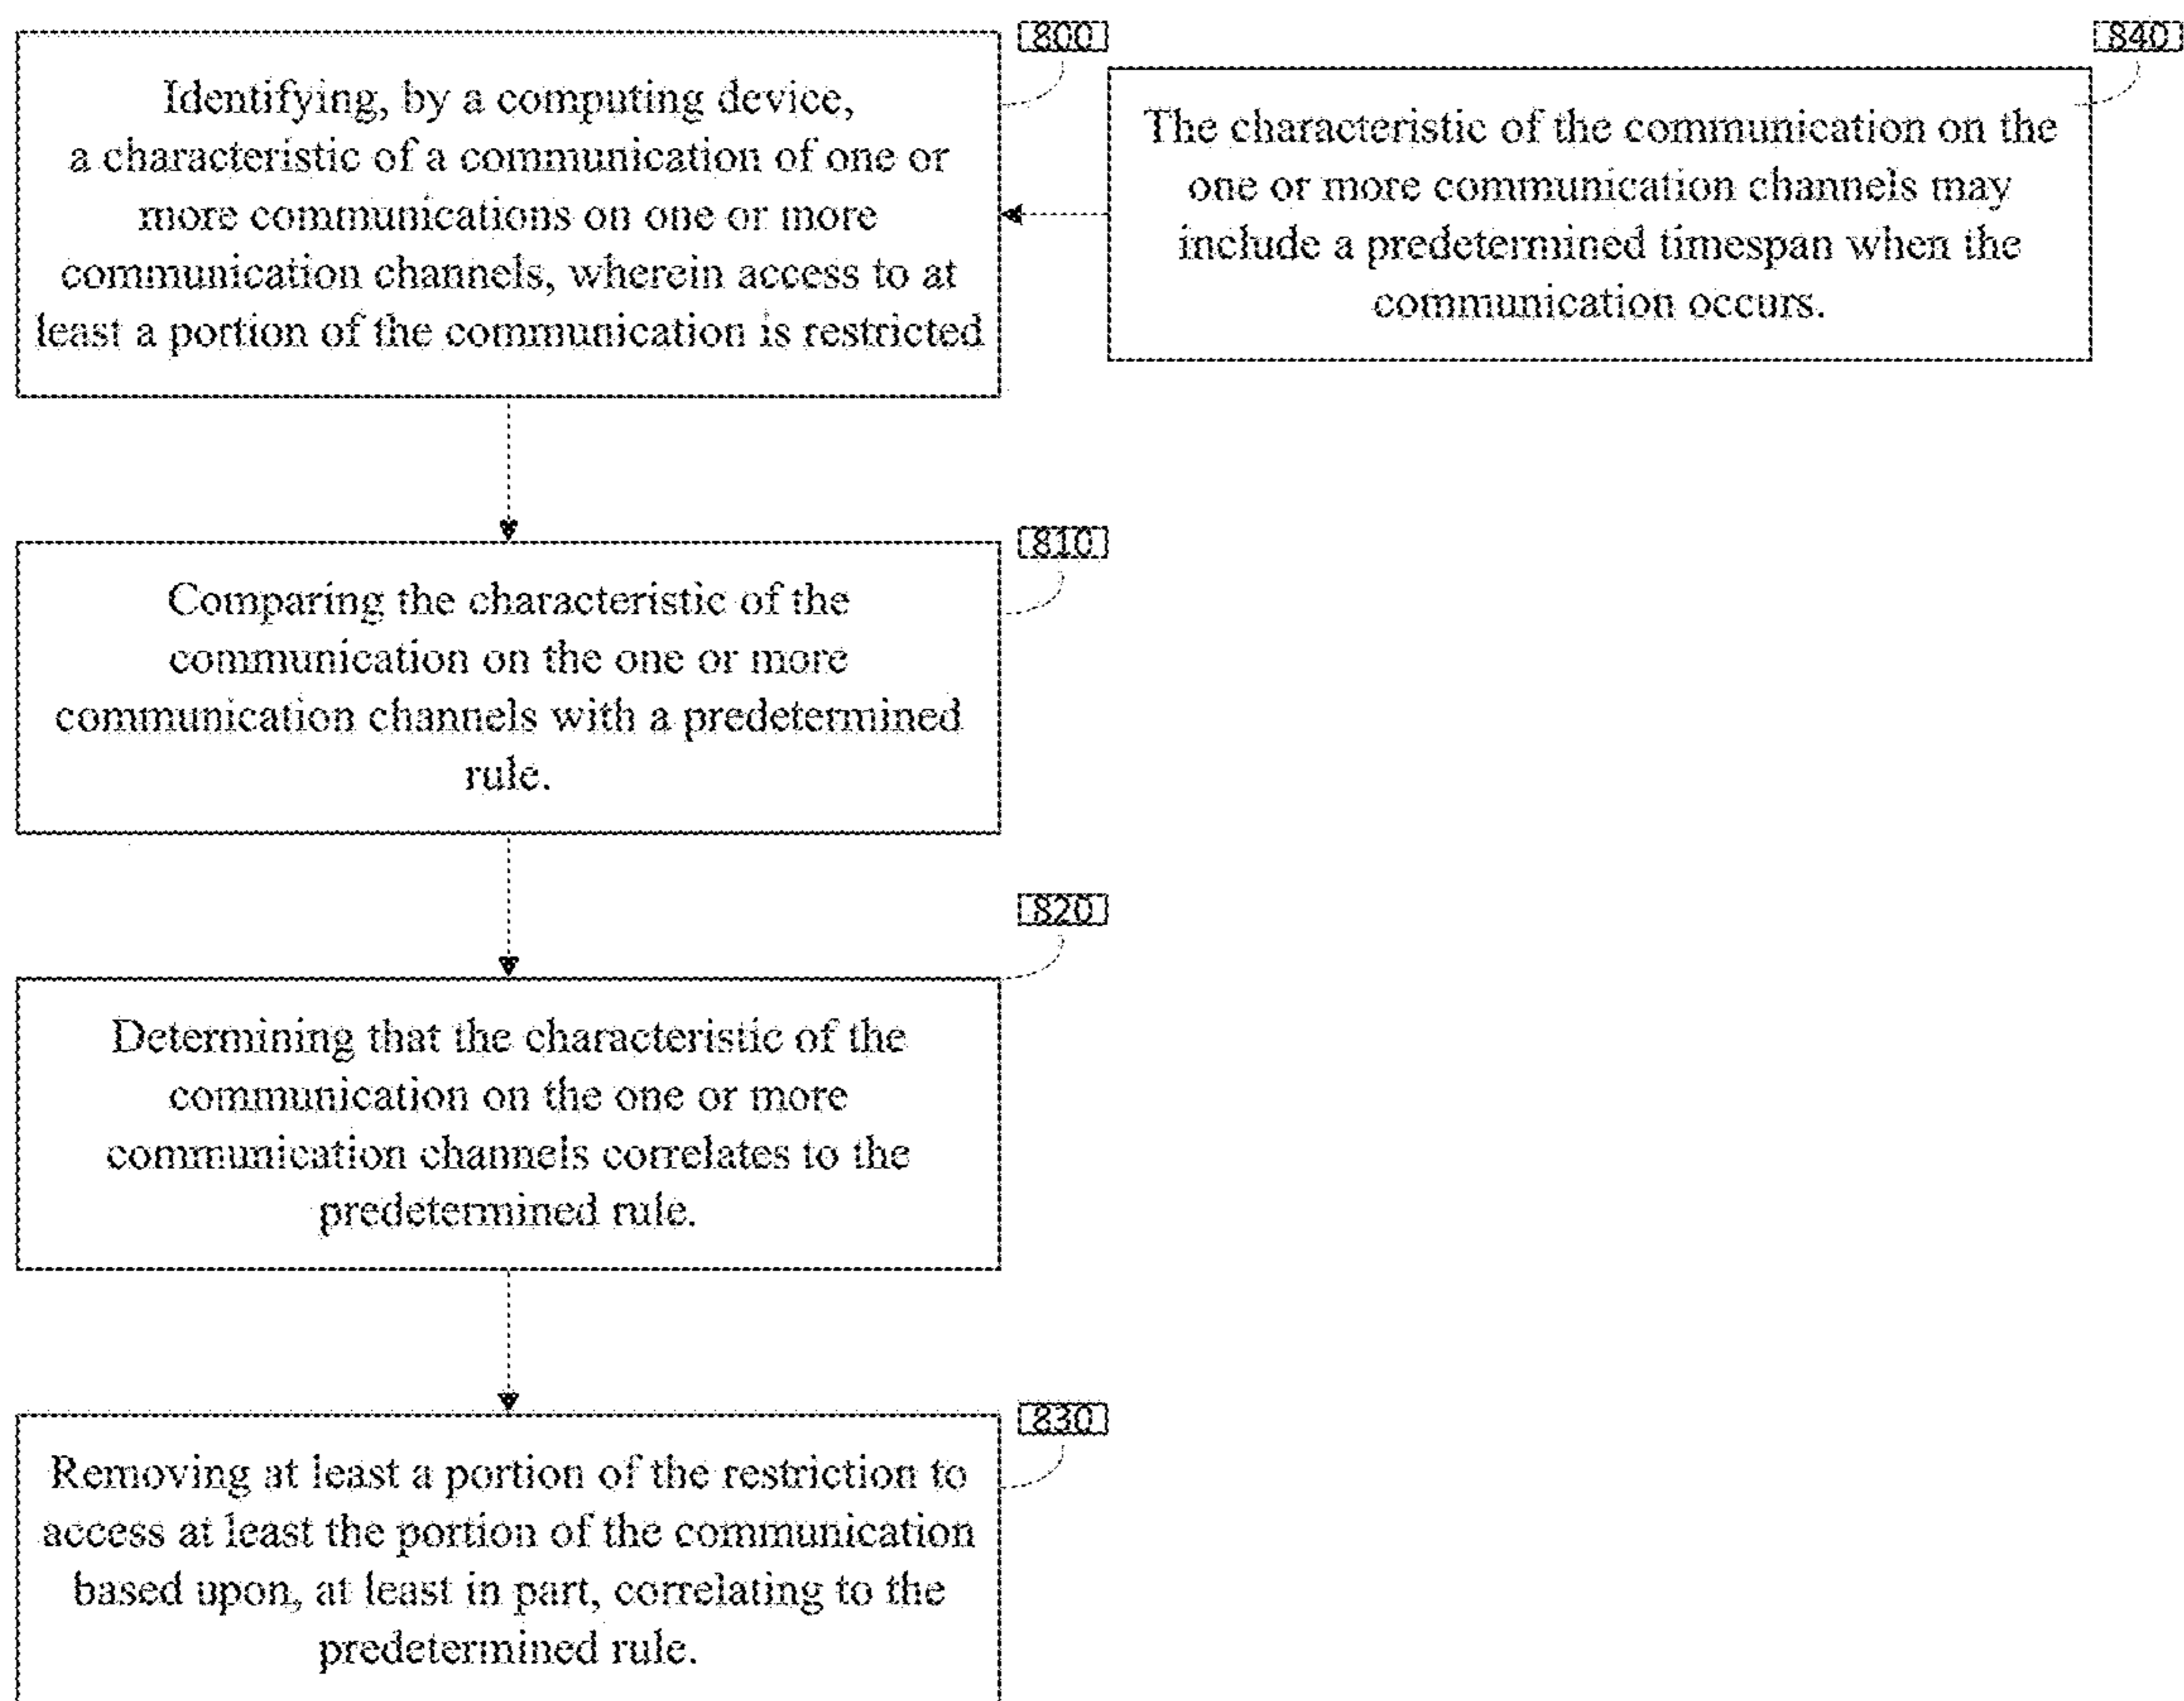 800
Identifying, by a computing device,
a characteristic of a communication of one or
more communications on one or more
communication channels, wherein access to at
least a portion of the communication is restricted
840
The characteristic of the communication on the
one or more communication channels may
include a predetermined timespan when the
communication occurs.
810
Comparing the characteristic of the
communication on the one or more
communication channels with a predetermined
rule.
820
Determining that the characteristic of the
communication on the one or more
communication channels correlates to the
predetermined rule.
830
Removing at least a portion of the restriction to
access at least the portion of the communication
based upon, at least in part, correlating to the
predetermined rule.